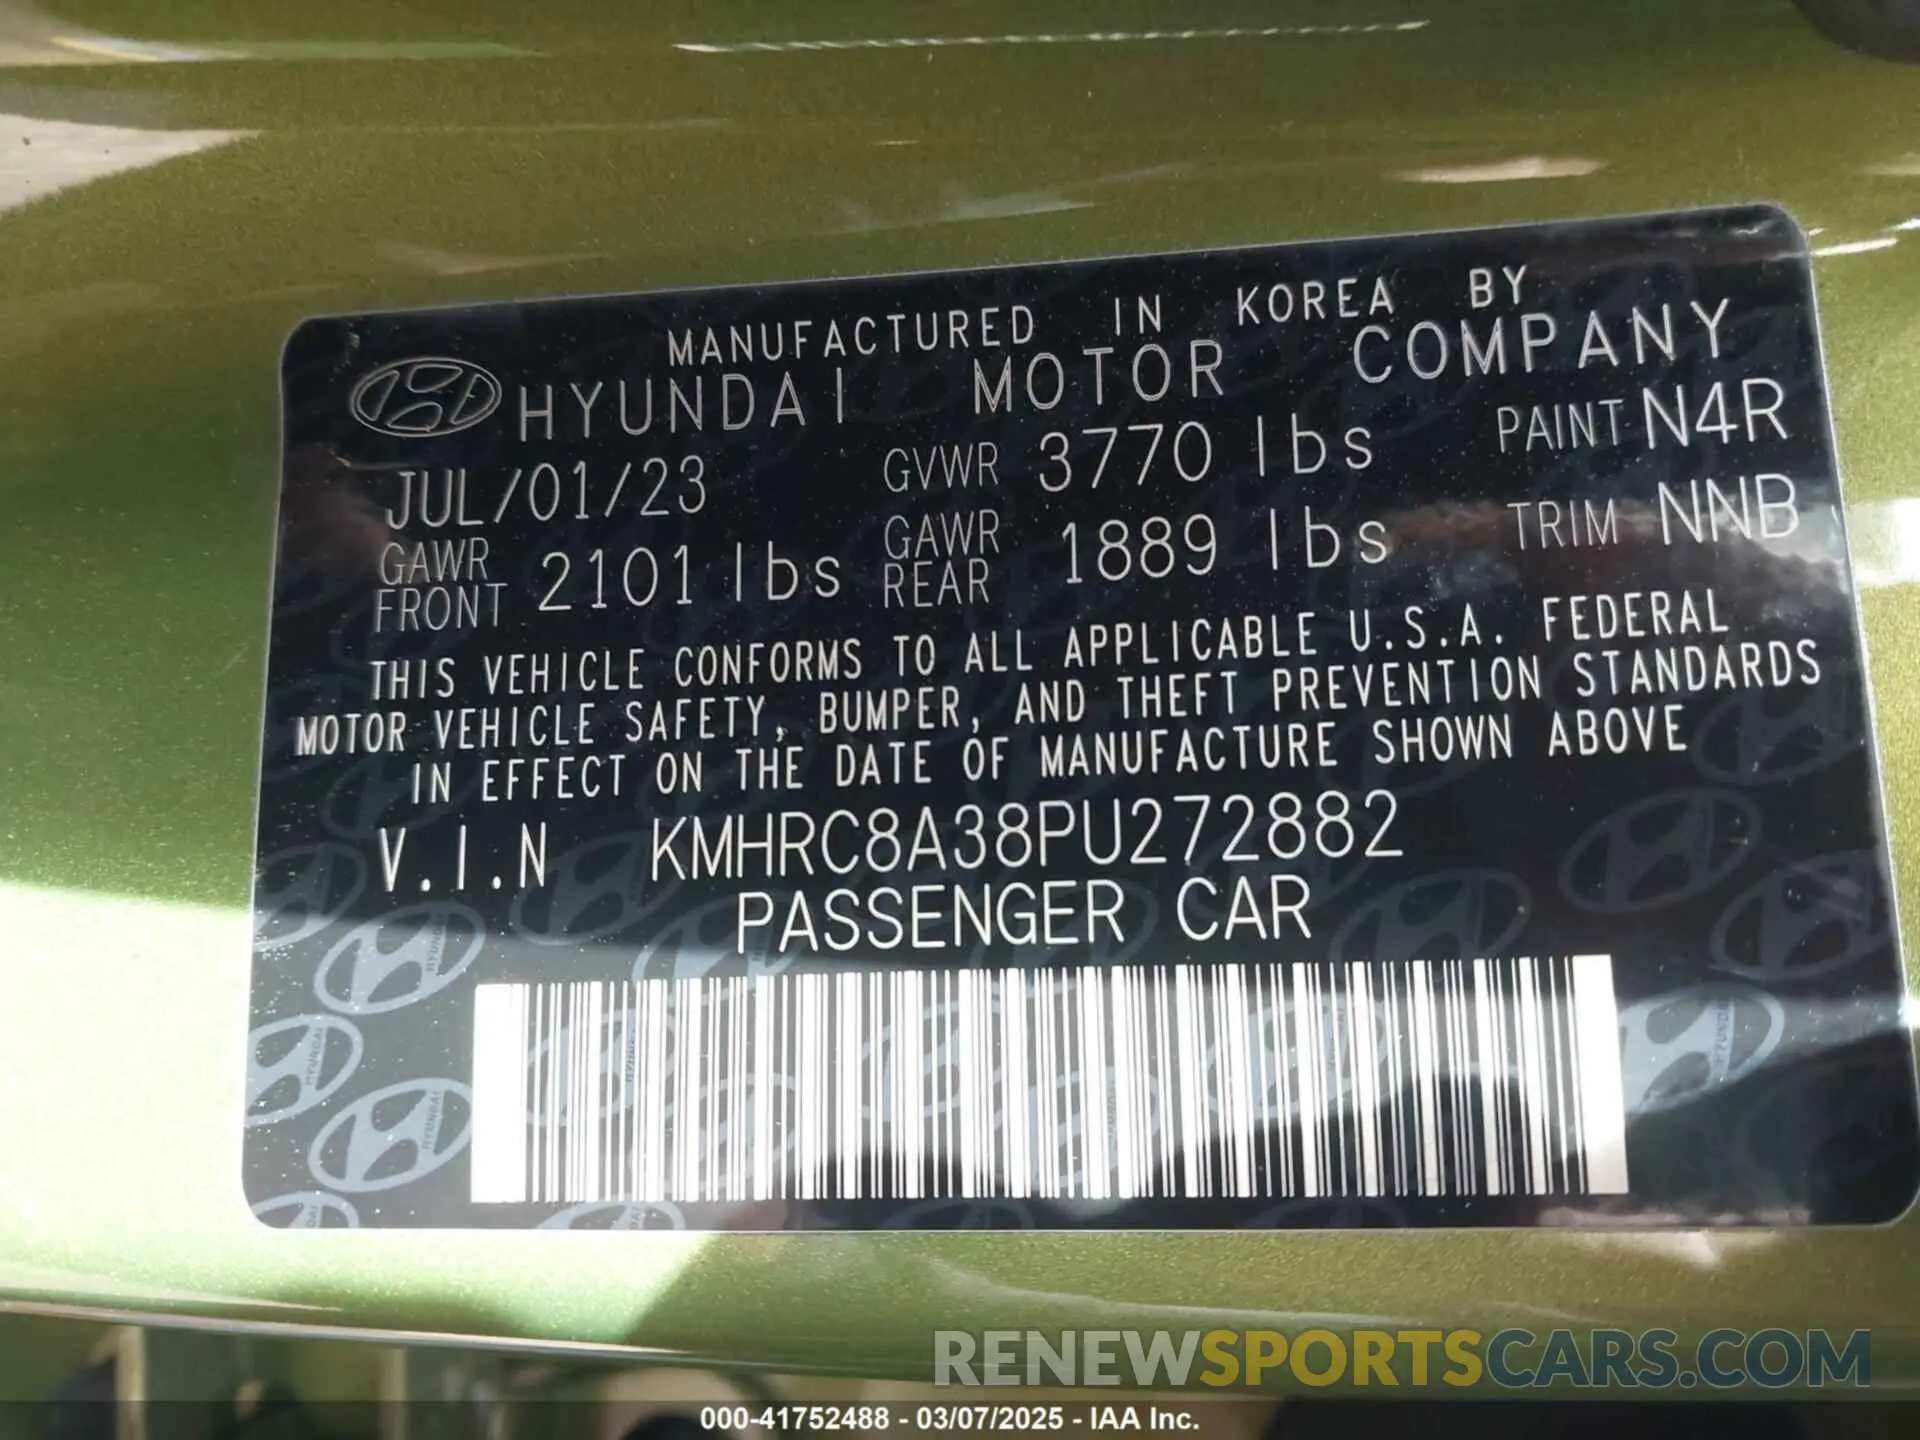 MANUFACTURED IN KOREA BY
HYUNDAI MOTOR COMPANY
JUL/01/23 GVWR 3770 lbs PAINT N4R
GAWR FRONT 2101 lbs GAWR REAR 1889 lbs TRIM NNB
THIS VEHICLE CONFORMS TO ALL APPLICABLE U.S.A. FEDERAL
MOTOR VEHICLE SAFETY, BUMPER, AND THEFT PREVENTION STANDARDS
IN EFFECT ON THE DATE OF MANUFACTURE SHOWN ABOVE
V.I.N KMHRC8A38PU272882
PASSENGER CAR
HYUNDAI
HYUNDAI
HYUNDAI
RENEWSPORTSCARS.COM
000-41752488 - 03/07/2025 - IAA Inc.